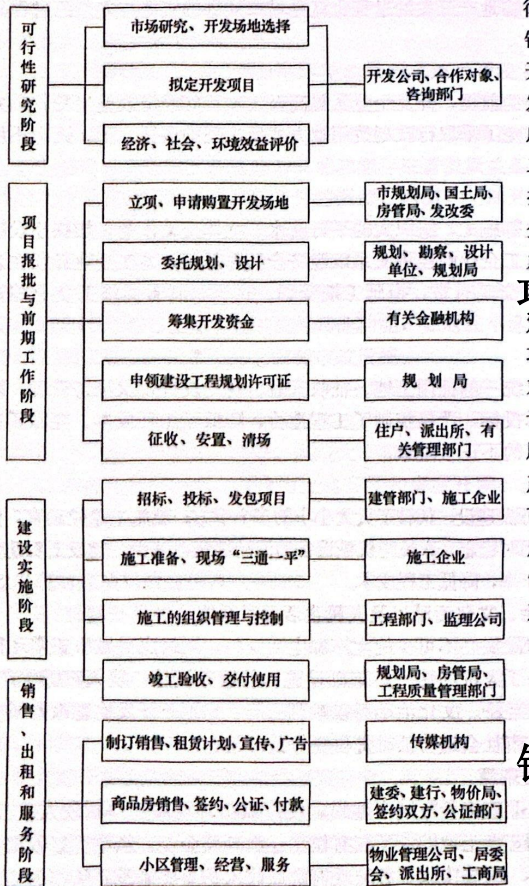 可行性研究阶段
市场研究、开发场地选择
拟定开发项目
经济、社会、环境效益评价
开发公司、合作对象、
咨询部门
项目报批与前期工作阶段
立项、申请购置开发场地
市规划局、国土局、
房管局、发改委
委托规划、设计
规划、勘察、设计
单位、规划局
筹集开发资金
有关金融机构
申领建设工程规划许可证
规划局
征收、安置、清场
住户、派出所、有
关管理部门
建设实施阶段
招标、投标、发包项目
建管部门、施工企业
施工准备、现场“三通一平”
施工企业
施工的组织管理与控制
工程部门、监理公司
竣工验收、交付使用
规划局、房管局、
工程质量管理部门
销售、出租和服务阶段
制订销售、租赁计划、宣传、广告
传媒机构
商品房销售、签约、公证、付款
建委、建行、物价局、
签约双方、公证部门
小区管理、经营、服务
物业管理公司、居委
会、派出所、工商局